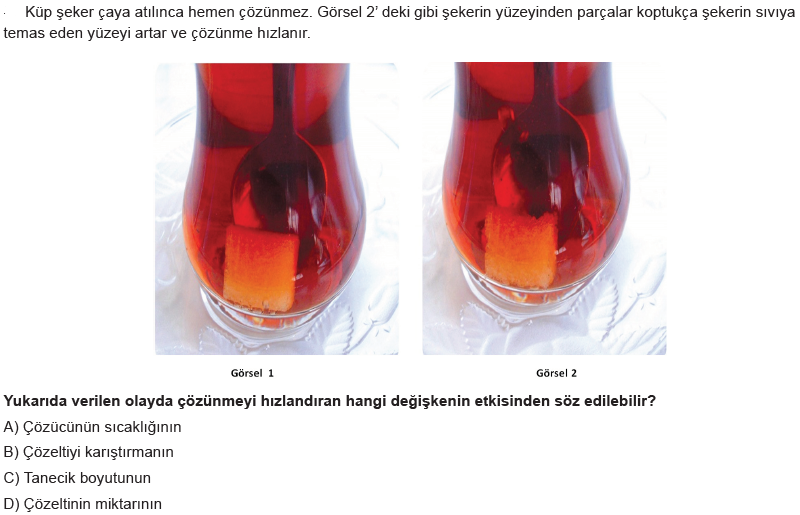 Küp şeker çaya atılınca hemen çözünmez. Görsel 2' deki gibi şekerin yüzeyinden parçalar koptukça şekerin sıvıya
temas eden yüzeyi artar ve çözünme hızlanır.
Görsel 1
Görsel 2
Yukarıda verilen olayda çözünmeyi hızlandıran hangi değişkenin etkisinden söz edilebilir?
A) Çözücünün sıcaklığının
B) Çözeltiyi karıştırmanın
C) Tanecik boyutunun
D) Çözeltinin miktarının